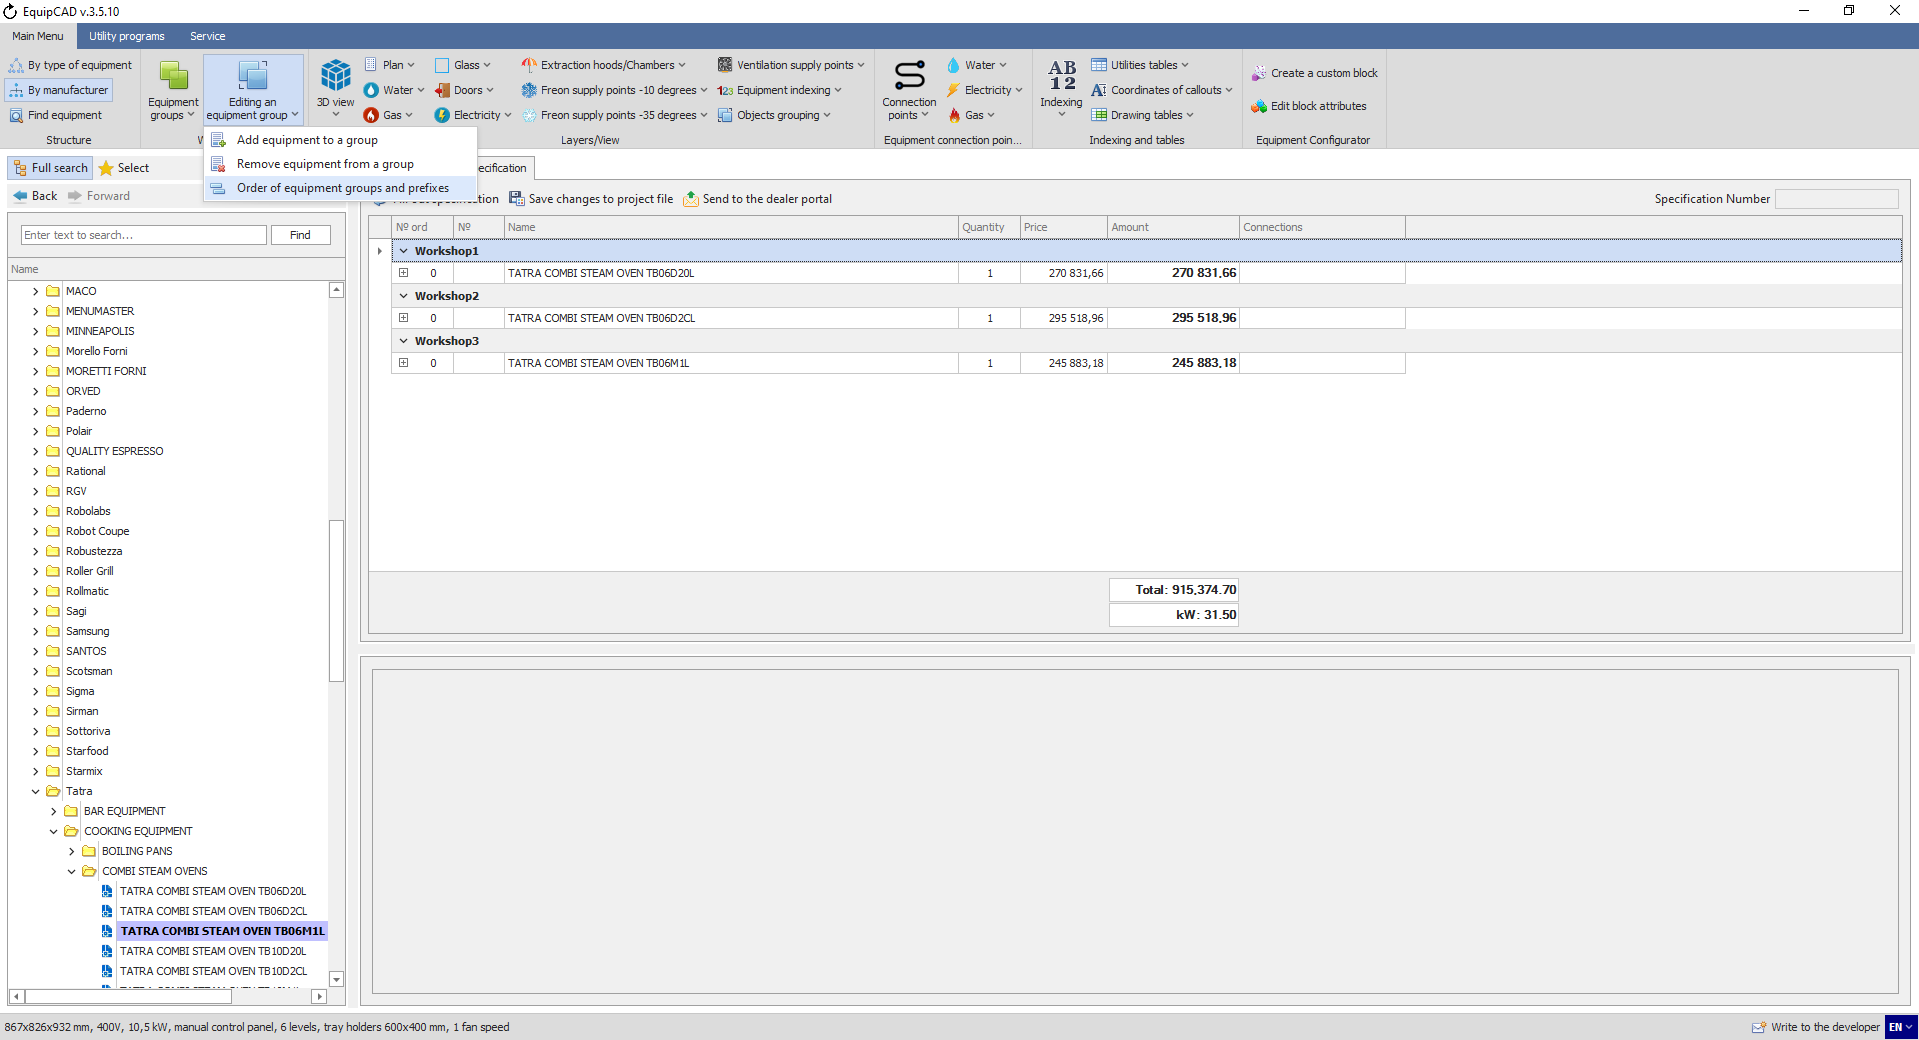 EquipCAD v.3.5.10
Main Menu Utility programs Service
By type of equipment
By manufacturer
Find equipment
Structure
Equipment groups
Editing an equipment group
Add equipment to a group
Remove equipment from a group
Order of equipment groups and prefixes
3D view
Plan Glass Extraction hoods/Chambers Ventilation supply points
Water Doors Freon supply points -10 degrees 123 Equipment indexing
Gas Electricity Freon supply points -35 degrees Objects grouping
Layers/View
Connection points
Water
Electricity
Gas
Equipment connection poin...
AB
12
Indexing
Utilities tables
Coordinates of callouts
Drawing tables
Indexing and tables
Create a custom block
Edit block attributes
Equipment Configurator
Full search Select
Back Forward
Enter text to search... Find
Name
MACO
MENUMASTER
MINNEAPOLIS
Morello Forni
MORETTI FORNI
ORVED
Paderno
Polair
QUALITY ESPRESSO
Rational
RGV
Robolabs
Robot Coupe
Robustezza
Roller Grill
Rollmatic
Sagi
Samsung
SANTOS
Scotsman
Sigma
Sirman
Sottoriva
Starfood
Starmix
Tatra
BAR EQUIPMENT
COOKING EQUIPMENT
BOILING PANS
COMBI STEAM OVENS
TATRA COMBI STEAM OVEN TB06D20L
TATRA COMBI STEAM OVEN TB06D2CL
TATRA COMBI STEAM OVEN TB06M1L
TATRA COMBI STEAM OVEN TB10D20L
TATRA COMBI STEAM OVEN TB10D2CL
ecification
Save changes to project file Send to the dealer portal Specification Number
№ ord № Name Quantity Price Amount Connections
Workshop1
0 TATRA COMBI STEAM OVEN TB06D20L 1 270 831,66 270 831,66
Workshop2
0 TATRA COMBI STEAM OVEN TB06D2CL 1 295 518,96 295 518,96
Workshop3
0 TATRA COMBI STEAM OVEN TB06M1L 1 245 883,18 245 883,18
Total: 915,374.70
kW: 31.50
867x826x932 mm, 400V, 10,5 kW, manual control panel, 6 levels, tray holders 600x400 mm, 1 fan speed
Write to the developer EN